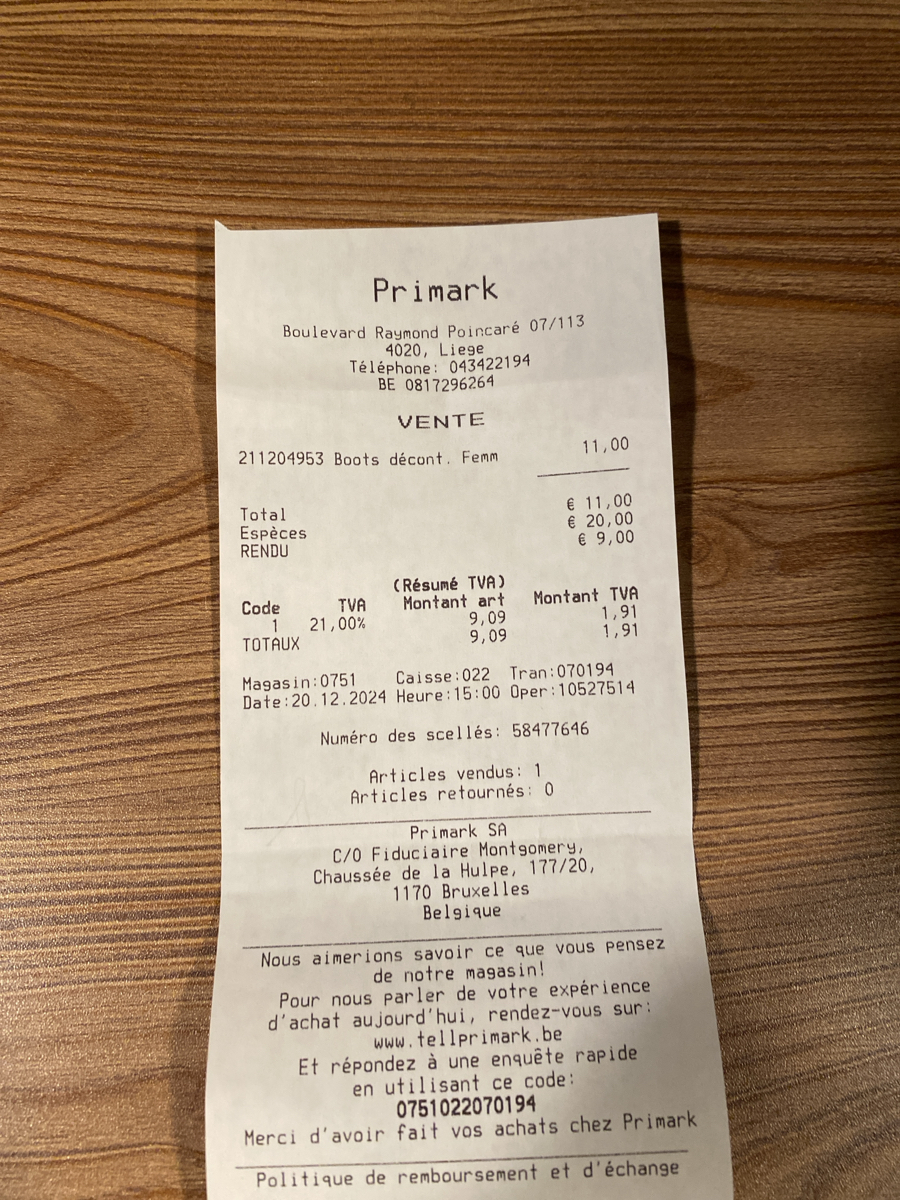 Primark
Boulevard Raymond Poincaré 07/113
4020, Liege
Téléphone: 043422194
BE 0817296264
VENTE
211204953 Boots décont. Femm 11,00
Total € 11,00
Espèces € 20,00
RENDU € 9,00
(Résumé TVA)
Code TVA Montant art Montant TVA
1 21,00% 9,09 1,91
TOTAUX 9,09 1,91
Magasin:0751 Caisse:022 Tran:070194
Date:20.12.2024 Heure:15:00 Oper:10527514
Numéro des scellés: 58477646
Articles vendus: 1
Articles retournés: 0
Primark SA
C/O Fiduciaire Montgomery,
Chaussée de la Hulpe, 177/20,
1170 Bruxelles
Belgique
Nous aimerions savoir ce que vous pensez
de notre magasin!
Pour nous parler de votre expérience
d'achat aujourd'hui, rendez-vous sur:
www.tellprimark.be
Et répondez à une enquête rapide
en utilisant ce code:
0751022070194
Merci d'avoir fait vos achats chez Primark
Politique de remboursement et d'échange